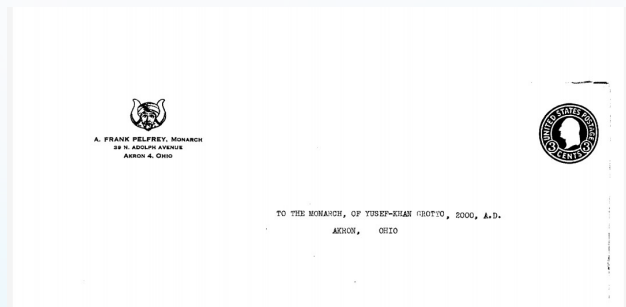 A. FRANK PELFREY, MONARCH
39 N. ADOLPH AVENUE
AKRON 4, OHIO
UNITED STATES POSTAGE
3 CENTS 3
TO THE MONARCH, OF YUSEF-KHAN GROTTO, 2000, A.D.
AKRON, OHIO